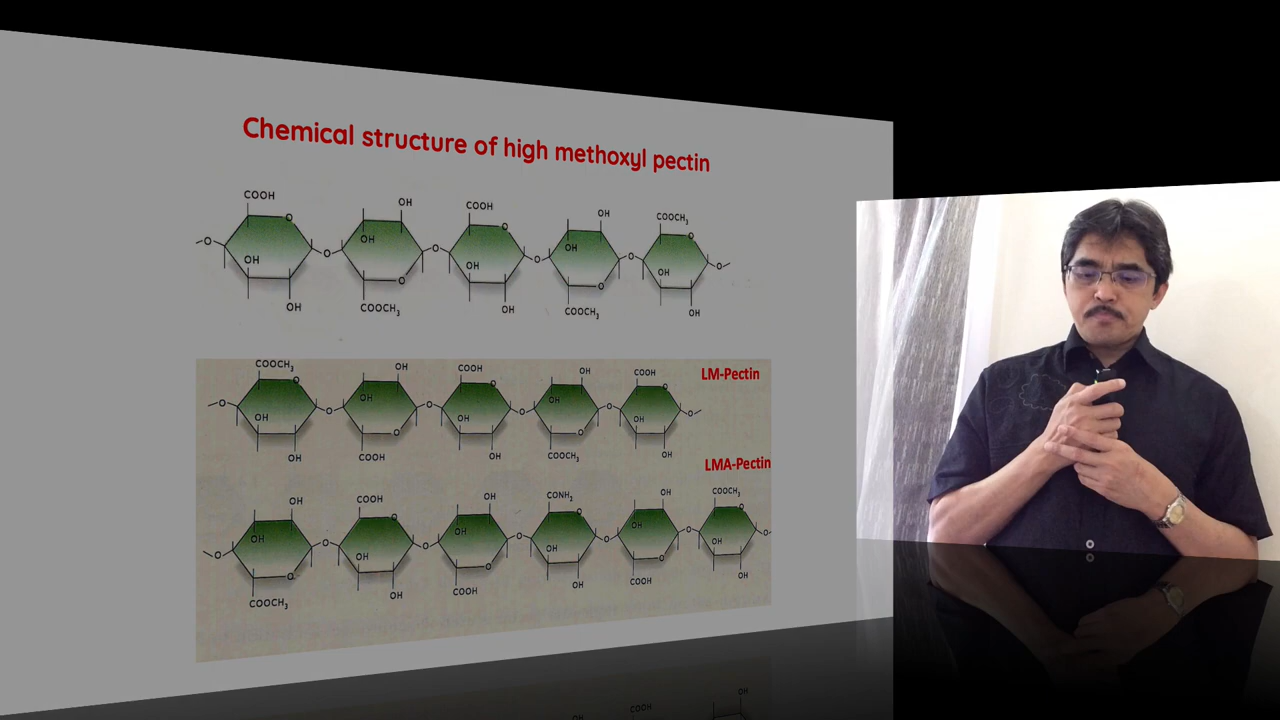 Chemical structure of high methoxyl pectin
COOH OH COOH OH COOCH3
O OH O OH O
O O O O O O
OH OH OH
OH COOCH3 OH COOCH3 OH
LM-Pectin
COOCH3 OH COOH OH COOH
O OH O OH O
O O O O O O
OH OH OH
OH COOH OH COOCH3 OH
LMA-Pectin
OH COOH OH CONH2 OH COOCH3
OH O OH O OH O
O O O O O O O
O OH O OH O OH
COOCH3 OH COOH OH COOH OH
OH
COOH
OH